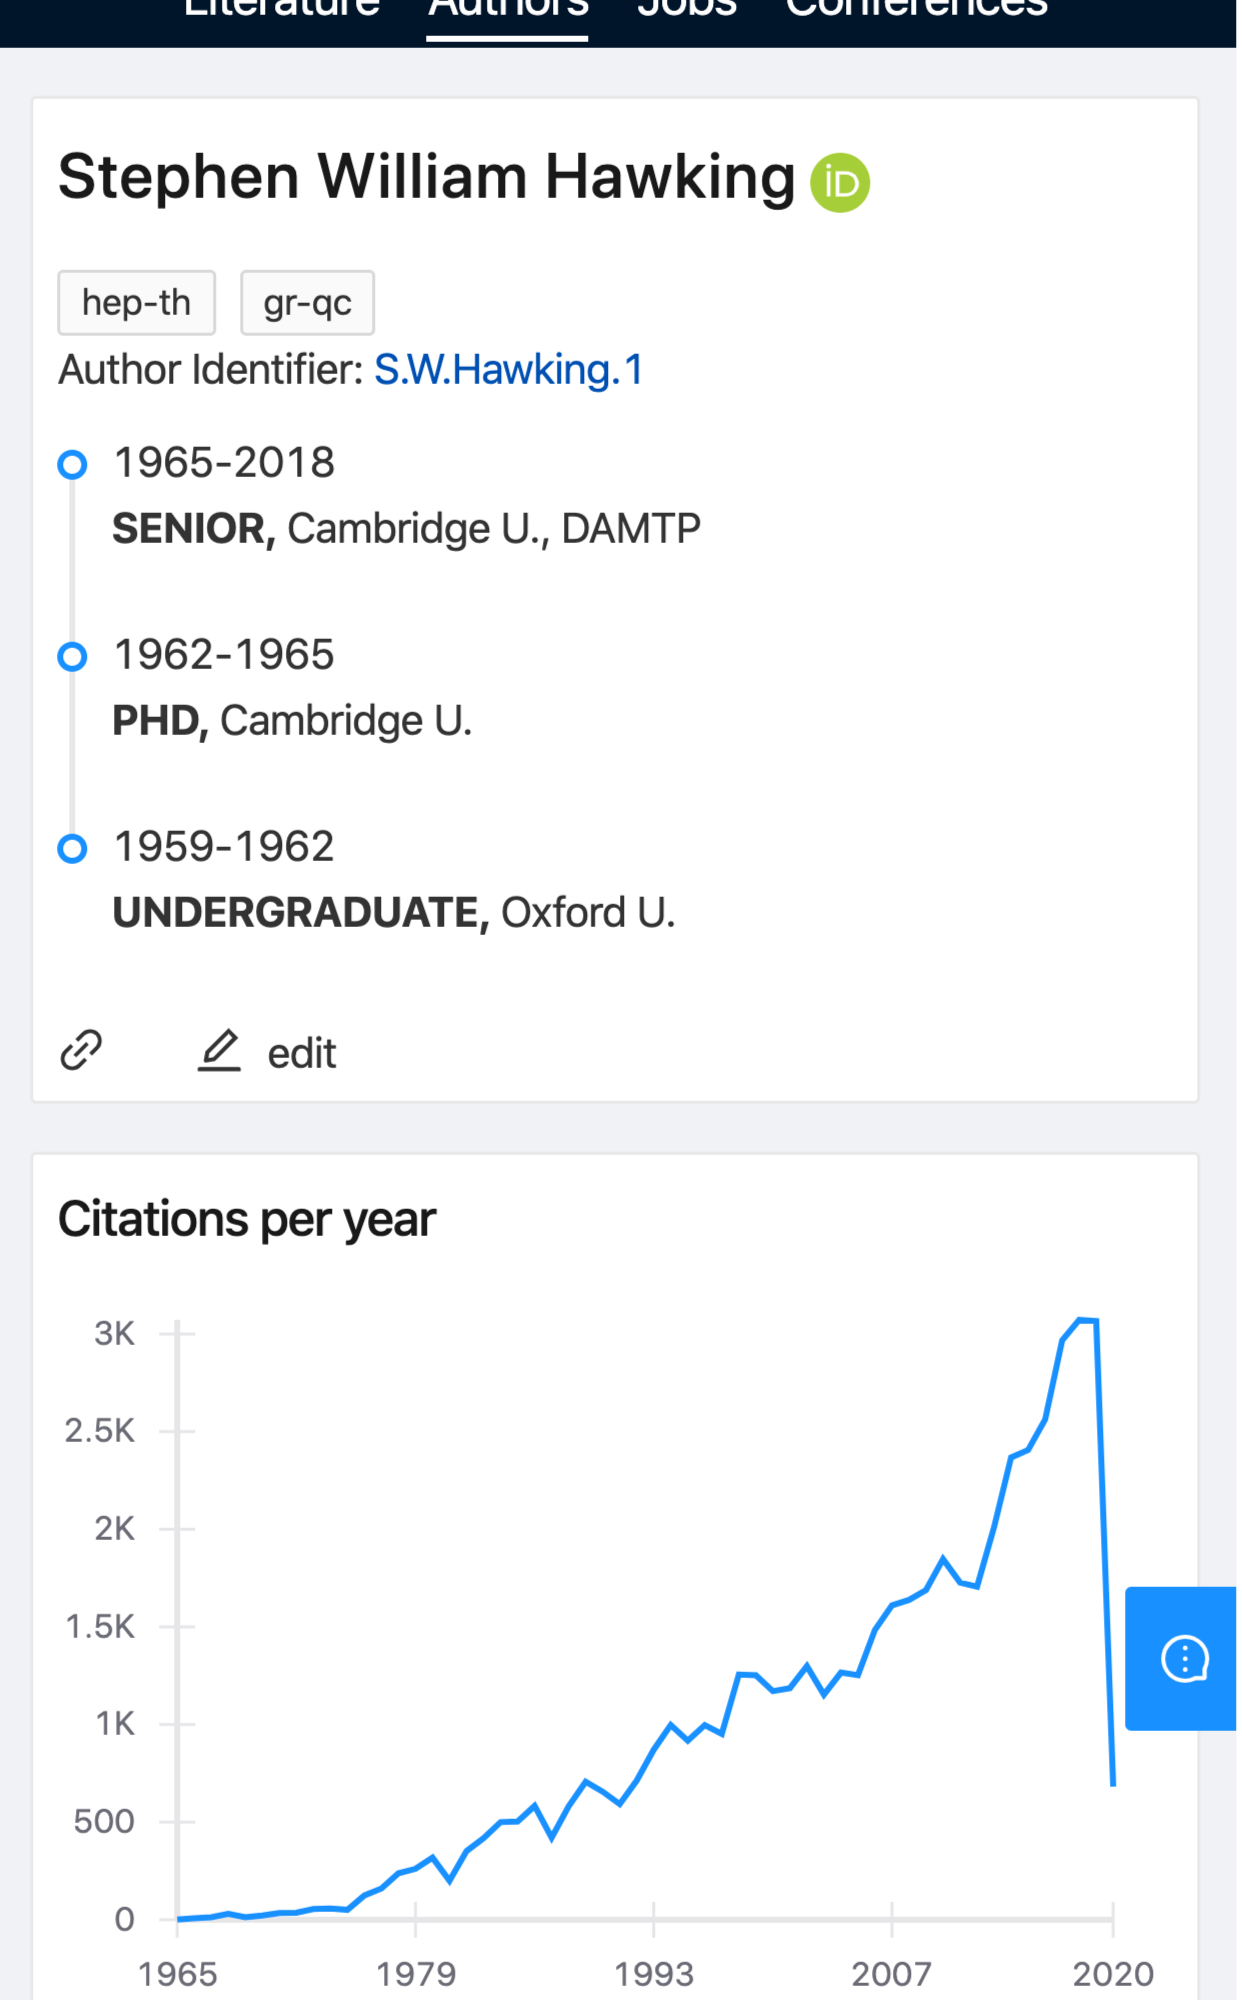 Literature Authors Jobs Conferences
Stephen William Hawking iD
hep-th gr-qc
Author Identifier: S.W.Hawking.1
1965-2018
SENIOR, Cambridge U., DAMTP
1962-1965
PHD, Cambridge U.
1959-1962
UNDERGRADUATE, Oxford U.
edit
Citations per year
3K
2.5K
2K
1.5K
1K
500
0
1965 1979 1993 2007 2020